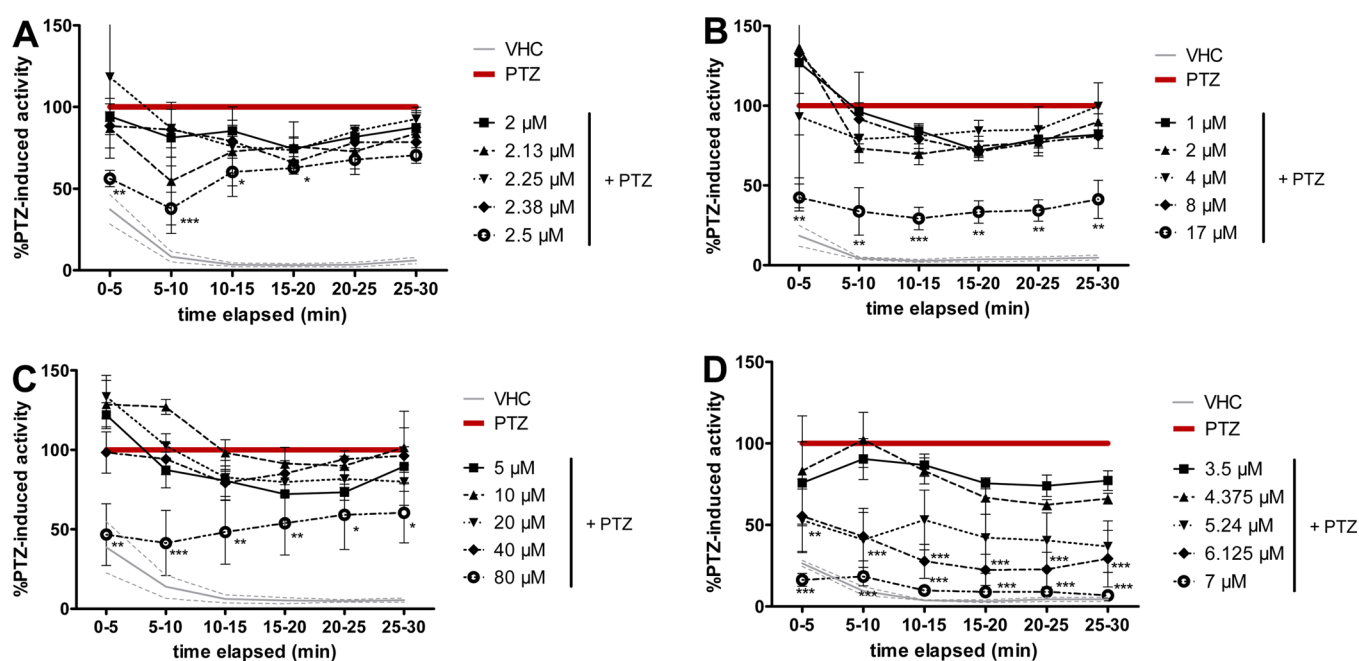 A
%PTZ-induced activity
150
100
50
0
0-5 5-10 10-15 15-20 20-25 25-30
time elapsed (min)
** *** * *
VHC
PTZ
2 µM
2.13 µM
2.25 µM
2.38 µM
2.5 µM
+ PTZ
B
%PTZ-induced activity
150
100
50
0
0-5 5-10 10-15 15-20 20-25 25-30
time elapsed (min)
** ** *** ** ** **
VHC
PTZ
1 µM
2 µM
4 µM
8 µM
17 µM
+ PTZ
C
%PTZ-induced activity
150
100
50
0
0-5 5-10 10-15 15-20 20-25 25-30
time elapsed (min)
** *** ** ** * *
VHC
PTZ
5 µM
10 µM
20 µM
40 µM
80 µM
+ PTZ
D
%PTZ-induced activity
150
100
50
0
0-5 5-10 10-15 15-20 20-25 25-30
time elapsed (min)
** *** *** *** *** ***
*** *** *** *** *** ***
VHC
PTZ
3.5 µM
4.375 µM
5.24 µM
6.125 µM
7 µM
+ PTZ